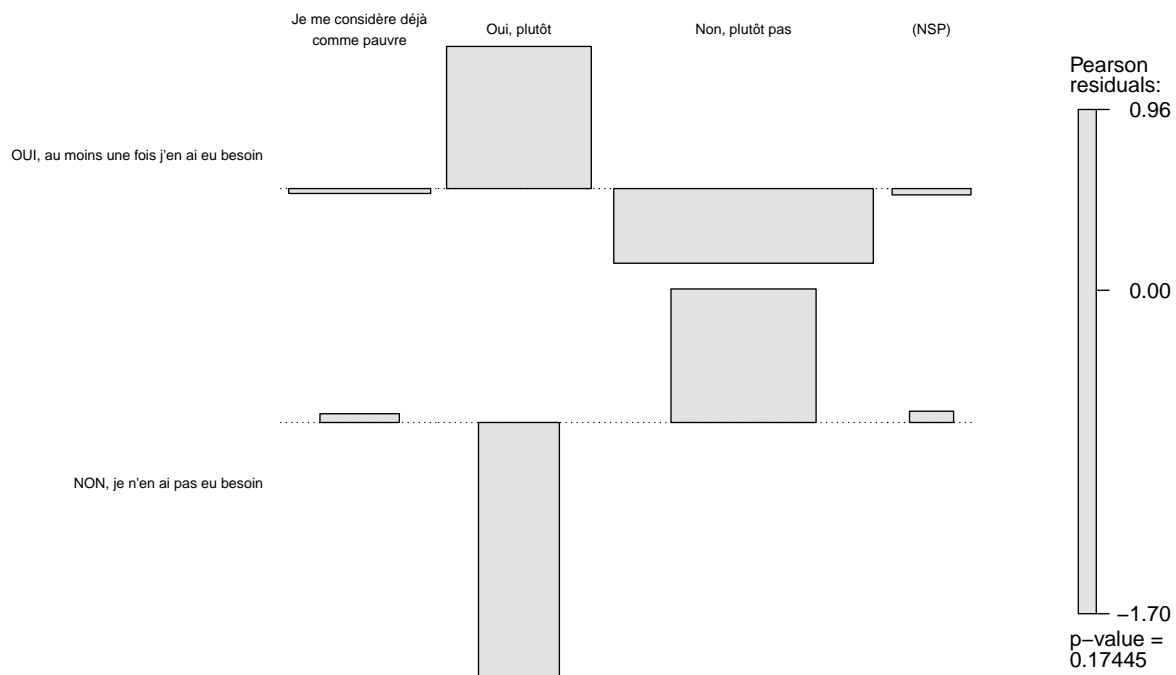 Je me considère déjà
comme pauvre
Oui, plutôt
Non, plutôt pas
(NSP)
Pearson
residuals:
0.96
OUI, au moins une fois j'en ai eu besoin
0.00
NON, je n'en ai pas eu besoin
−1.70
p−value =
0.17445